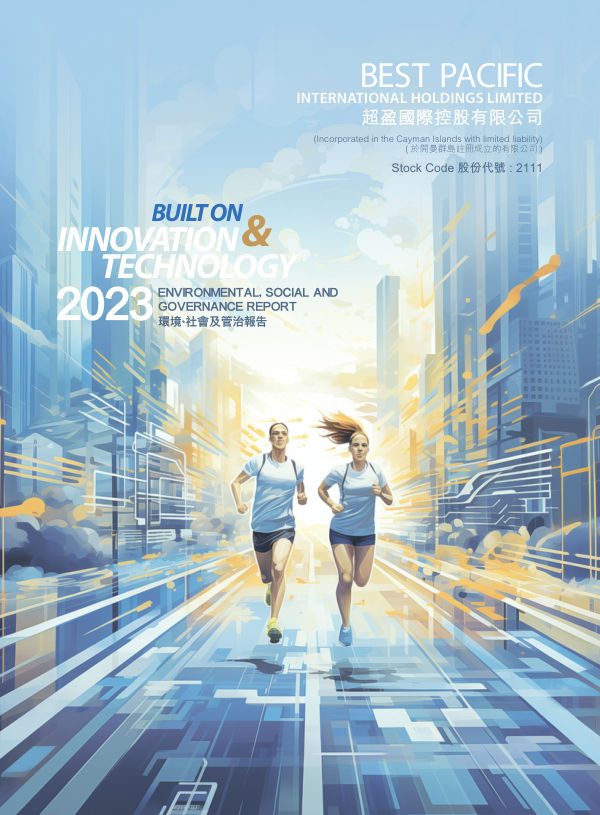 BEST PACIFIC
INTERNATIONAL HOLDINGS LIMITED
超盈國際控股有限公司
(Incorporated in the Cayman Islands with limited liability)
( 於開曼群島註冊成立的有限公司 )
Stock Code 股份代號 : 2111
BUILT ON
INNOVATION &
TECHNOLOGY
2023 ENVIRONMENTAL, SOCIAL AND
GOVERNANCE REPORT
環境、社會及管治報告